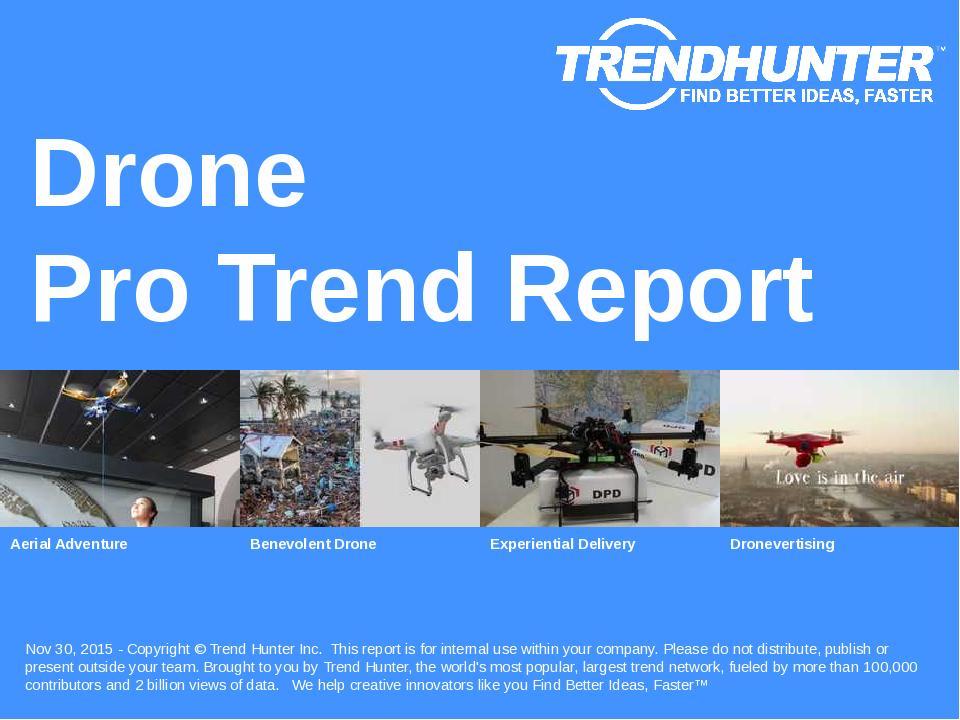 TRENDHUNTER™
FIND BETTER IDEAS, FASTER
Drone
Pro Trend Report
DPD
DPD
Love is in the air
Aerial Adventure
Benevolent Drone
Experiential Delivery
Dronevertising
Nov 30, 2015 - Copyright © Trend Hunter Inc.  This report is for internal use within your company. Please do not distribute, publish or
present outside your team. Brought to you by Trend Hunter, the world's most popular, largest trend network, fueled by more than 100,000
contributors and 2 billion views of data.   We help creative innovators like you Find Better Ideas, Faster™